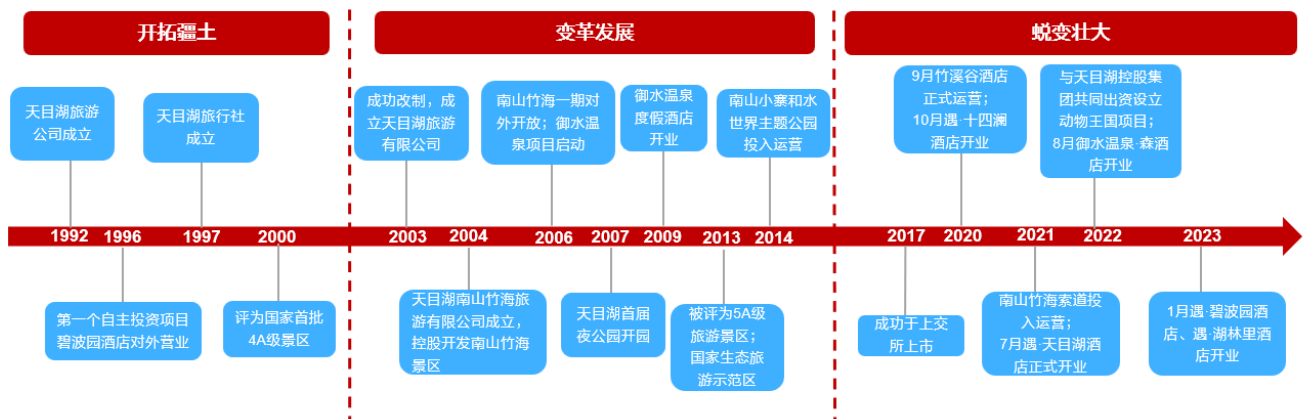 开拓疆土
变革发展
蜕变壮大
天目湖旅游
公司成立
天目湖旅行社
成立
成功改制，成
立天目湖旅游
有限公司
南山竹海一期对
外开放；御水温
泉项目启动
御水温泉
度假酒店
开业
南山小寨和水
世界主题公园
投入运营
9月竹溪谷酒店
正式运营；
10月遇·十四澜
酒店开业
与天目湖控股集
团共同出资设立
动物王国项目；
8月御水温泉·森酒
店开业
1992
1996
1997
2000
2003
2004
2006
2007
2009
2013
2014
2017
2020
2021
2022
2023
第一个自主投资项目
碧波园酒店对外营业
评为国家首批
4A级景区
天目湖南山竹海旅
游有限公司成立，
控股开发南山竹海
景区
天目湖首届
夜公园开园
被评为5A级
旅游景区；
国家生态旅
游示范区
成功于上交
所上市
南山竹海索道投
入运营；
7月遇·天目湖酒
店正式开业
1月遇·碧波园酒
店、遇·湖林里酒
店开业